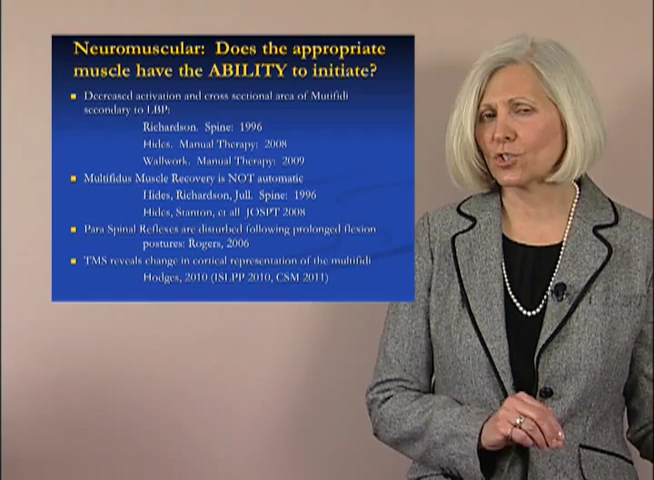 Neuromuscular: Does the appropriate
muscle have the ABILITY to initiate?
Decreased activation and cross sectional area of Mutifidi
secondary to LBP:
Richardson. Spine: 1996
Hides. Manual Therapy: 2008
Wallwork. Manual Therapy: 2009
Multifidus Muscle Recovery is NOT automatic
Hides, Richardson, Jull. Spine: 1996
Hides, Stanton, et all JOSPT 2008
Para Spinal Reflexes are disturbed following prolonged flexion
postures: Rogers, 2006
TMS reveals change in cortical representation of the multifidi
Hodges, 2010 (ISLPP 2010, CSM 2011)